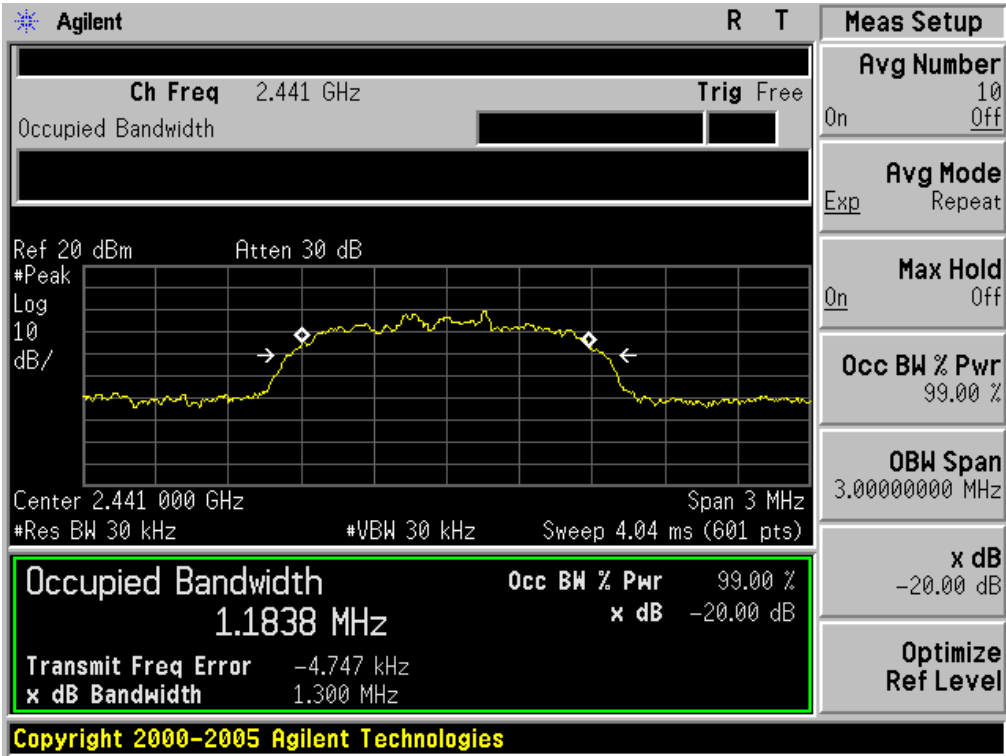 Agilent R T
Ch Freq 2.441 GHz Trig Free
Occupied Bandwidth
Ref 20 dBm Atten 30 dB
#Peak
Log
10
dB/
Center 2.441 000 GHz Span 3 MHz
#Res BW 30 kHz #VBW 30 kHz Sweep 4.04 ms (601 pts)
Occupied Bandwidth
1.1838 MHz
Occ BW % Pwr 99.00 %
x dB -20.00 dB
Transmit Freq Error -4.747 kHz
x dB Bandwidth 1.300 MHz
Copyright 2000-2005 Agilent Technologies
Meas Setup
Avg Number
10
On Off
Avg Mode
Exp Repeat
Max Hold
On Off
Occ BW % Pwr
99.00 %
OBW Span
3.00000000 MHz
x dB
-20.00 dB
Optimize
Ref Level